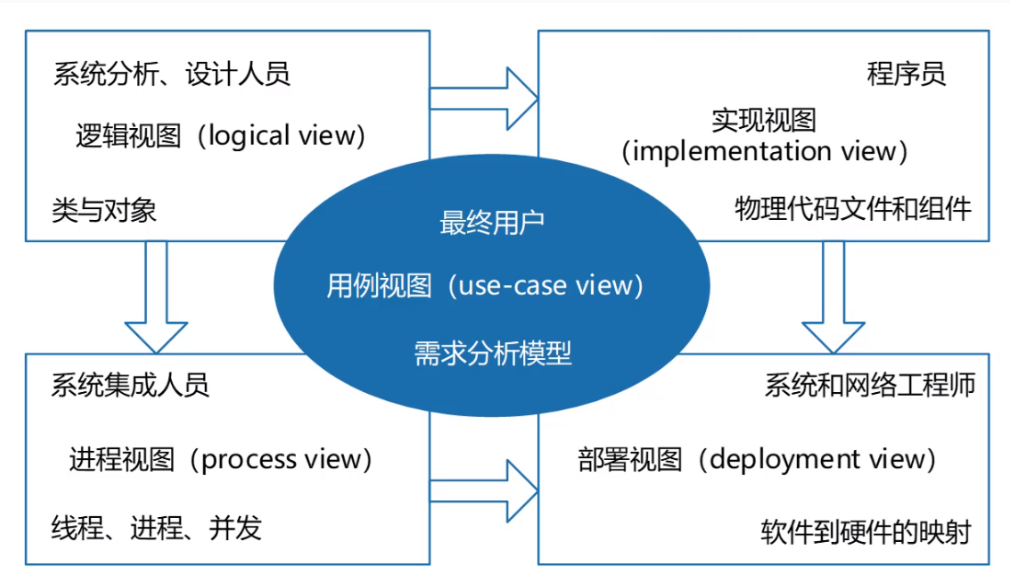 系统分析、设计人员
逻辑视图（logical view）
类与对象
程序员
实现视图
（implementation view）
物理代码文件和组件
最终用户
用例视图（use-case view）
需求分析模型
系统集成人员
进程视图（process view）
线程、进程、并发
系统和网络工程师
部署视图（deployment view）
软件到硬件的映射